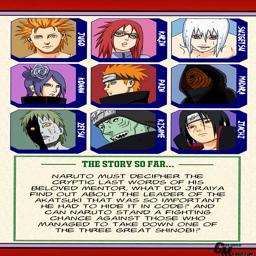 JUGO
KARIN
SUIGETSU
KONAN
PAIN
MADARA
ZETSU
KISAME
ITACHI
THE STORY SO FAR...
NARUTO MUST DECIPHER THE
CRYPTIC LAST WORDS OF HIS
BELOVED MENTOR. WHAT DID JIRAIYA
FIND OUT ABOUT THE LEADER OF THE
AKATSUKI THAT WAS SO IMPORTANT
HE HAD TO HIDE IT IN CODE? AND
CAN NARUTO STAND A FIGHTING
CHANCE AGAINST THOSE WHO
MANAGED TO TAKE DOWN ONE OF
THE THREE GREAT SHINOBI?